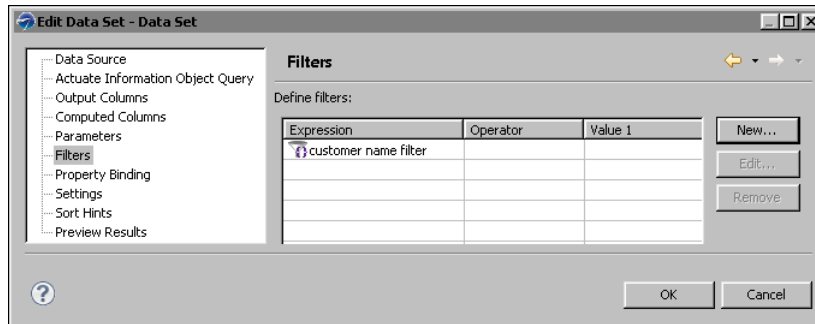 Edit Data Set - Data Set
Data Source
Actuate Information Object Query
Output Columns
Computed Columns
Parameters
Filters
Property Binding
Settings
Sort Hints
Preview Results
Filters
Define filters:
Expression Operator Value 1
customer name filter
New...
Edit...
Remove
?
OK Cancel